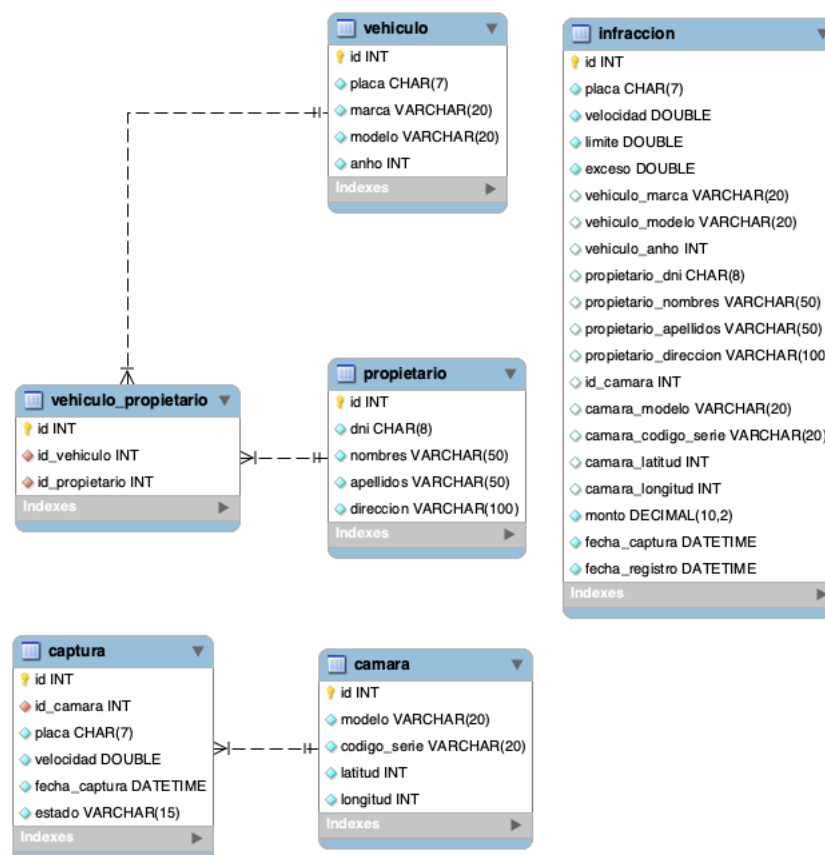 vehiculo
id INT
placa CHAR(7)
marca VARCHAR(20)
modelo VARCHAR(20)
anho INT
Indexes
infraccion
id INT
placa CHAR(7)
velocidad DOUBLE
limite DOUBLE
exceso DOUBLE
vehiculo_marca VARCHAR(20)
vehiculo_modelo VARCHAR(20)
vehiculo_anho INT
propietario_dni CHAR(8)
propietario_nombres VARCHAR(50)
propietario_apellidos VARCHAR(50)
propietario_direccion VARCHAR(100
id_camara INT
camara_modelo VARCHAR(20)
camara_codigo_serie VARCHAR(20)
camara_latitud INT
camara_longitud INT
monto DECIMAL(10,2)
fecha_captura DATETIME
fecha_registro DATETIME
Indexes
vehiculo_propietario
id INT
id_vehiculo INT
id_propietario INT
Indexes
propietario
id INT
dni CHAR(8)
nombres VARCHAR(50)
apellidos VARCHAR(50)
direccion VARCHAR(100)
Indexes
captura
id INT
id_camara INT
placa CHAR(7)
velocidad DOUBLE
fecha_captura DATETIME
estado VARCHAR(15)
Indexes
camara
id INT
modelo VARCHAR(20)
codigo_serie VARCHAR(20)
latitud INT
longitud INT
Indexes